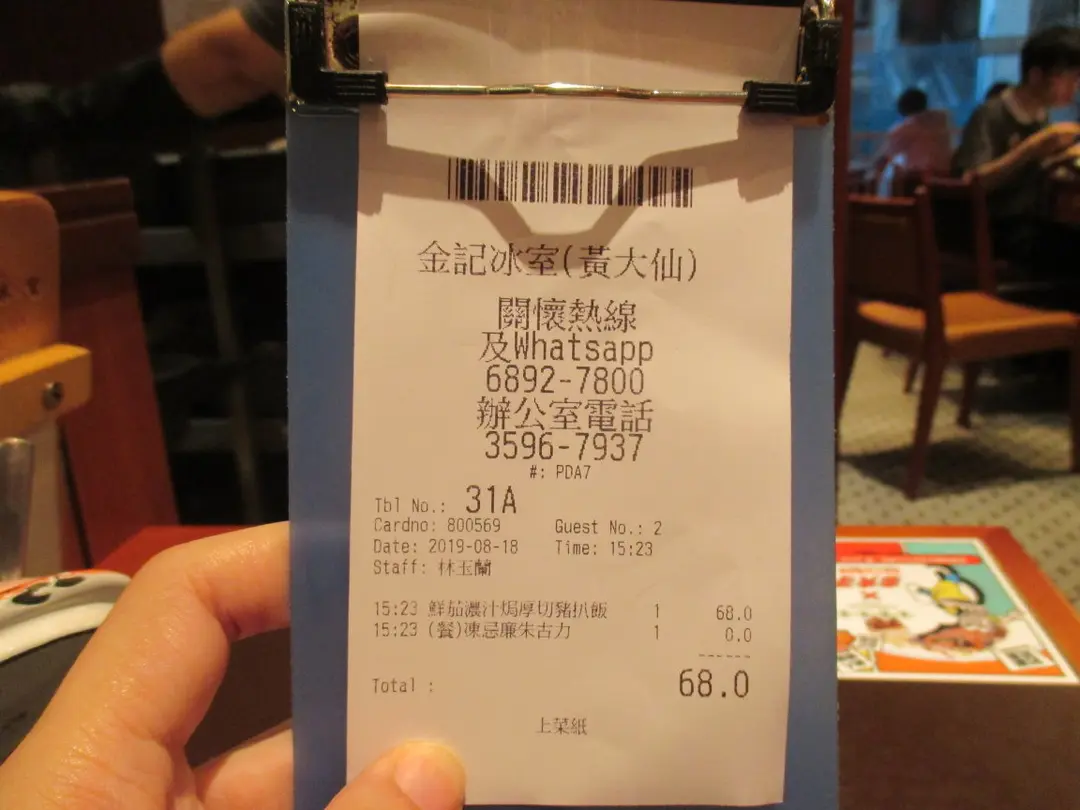 金記冰室(黃大仙)
關懷熱線
及Whatsapp
6892-7800
辦公室電話
3596-7937
#: PDA7
Tbl No.: 31A
Cardno: 800569 Guest No.: 2
Date: 2019-08-18 Time: 15:23
Staff: 林玉蘭
15:23 鮮茄濃汁焗厚切豬扒飯 1 68.0
15:23 (餐)凍忌廉朱古力 1 0.0
------
Total : 68.0
上菜紙